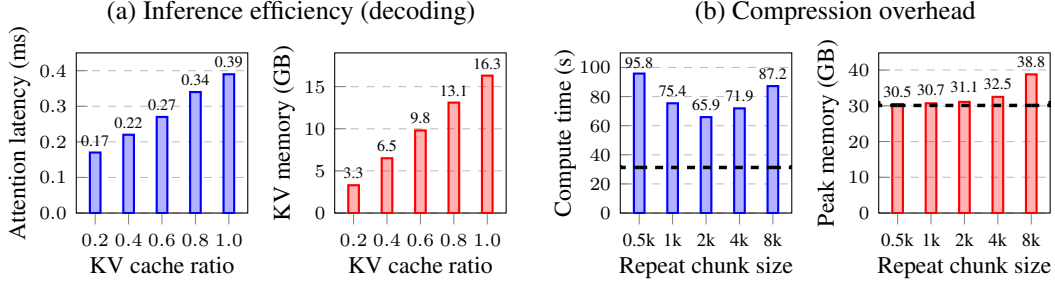 (a) Inference efficiency (decoding)
Attention latency (ms)
0.4
0.3
0.2
0.1
0.0
0.17
0.22
0.27
0.34
0.39
0.2 0.4 0.6 0.8 1.0
KV cache ratio
KV memory (GB)
15
10
5
0
3.3
6.5
9.8
13.1
16.3
0.2 0.4 0.6 0.8 1.0
KV cache ratio
(b) Compression overhead
Compute time (s)
100
80
60
40
20
0
95.8
75.4
65.9
71.9
87.2
0.5k 1k 2k 4k 8k
Repeat chunk size
Peak memory (GB)
40
30
20
10
0
30.5
30.7
31.1
32.5
38.8
0.5k 1k 2k 4k 8k
Repeat chunk size